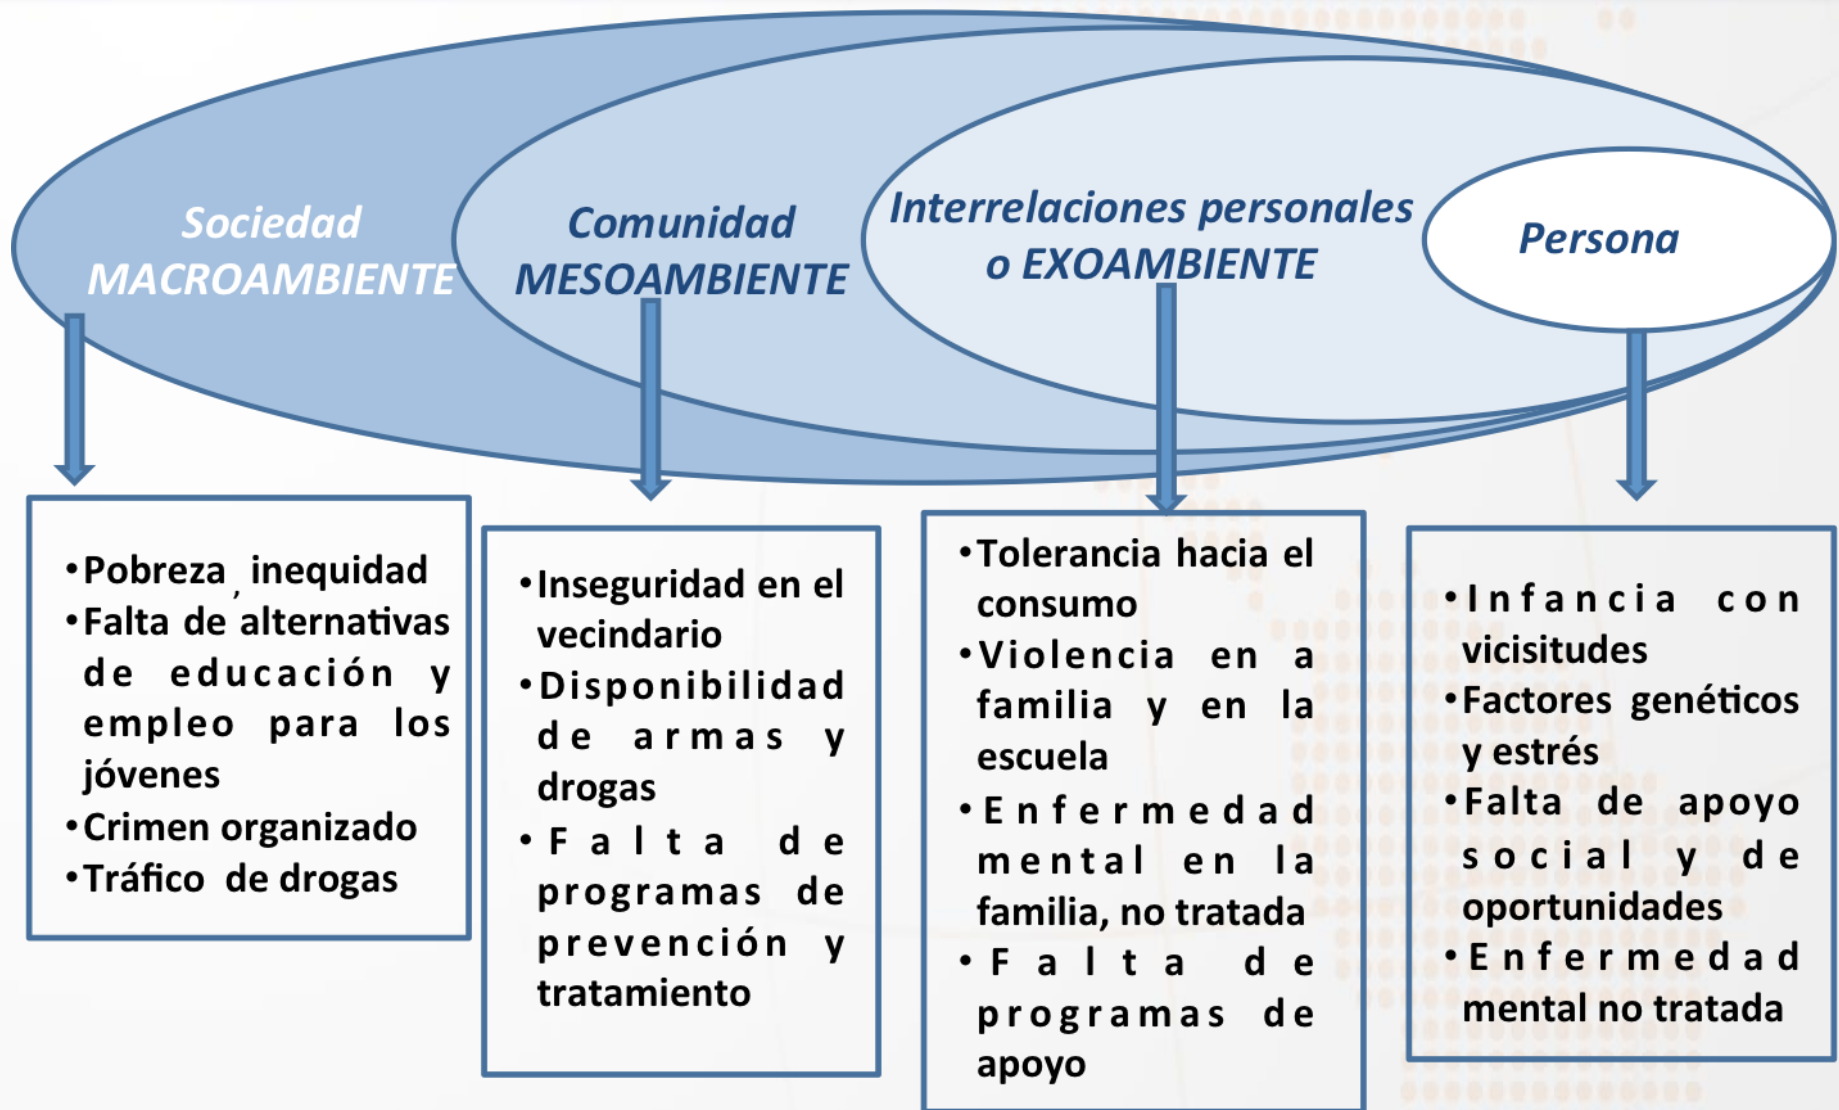 Sociedad
MACROAMBIENTE
Comunidad
MESOAMBIENTE
Interrelaciones personales
o EXOAMBIENTE
Persona
•Pobreza, inequidad
•Falta de alternativas
de educación y
empleo para los
jóvenes
•Crimen organizado
•Tráfico de drogas
•Inseguridad en el
vecindario
•Disponibilidad
de armas y
drogas
•Falta de
programas de
prevención y
tratamiento
•Tolerancia hacia el
consumo
•Violencia en a
familia y en la
escuela
•Enfermedad
mental en la
familia, no tratada
•Falta de
programas de
apoyo
•Infancia con
vicisitudes
•Factores genéticos
y estrés
•Falta de apoyo
social y de
oportunidades
•Enfermedad
mental no tratada